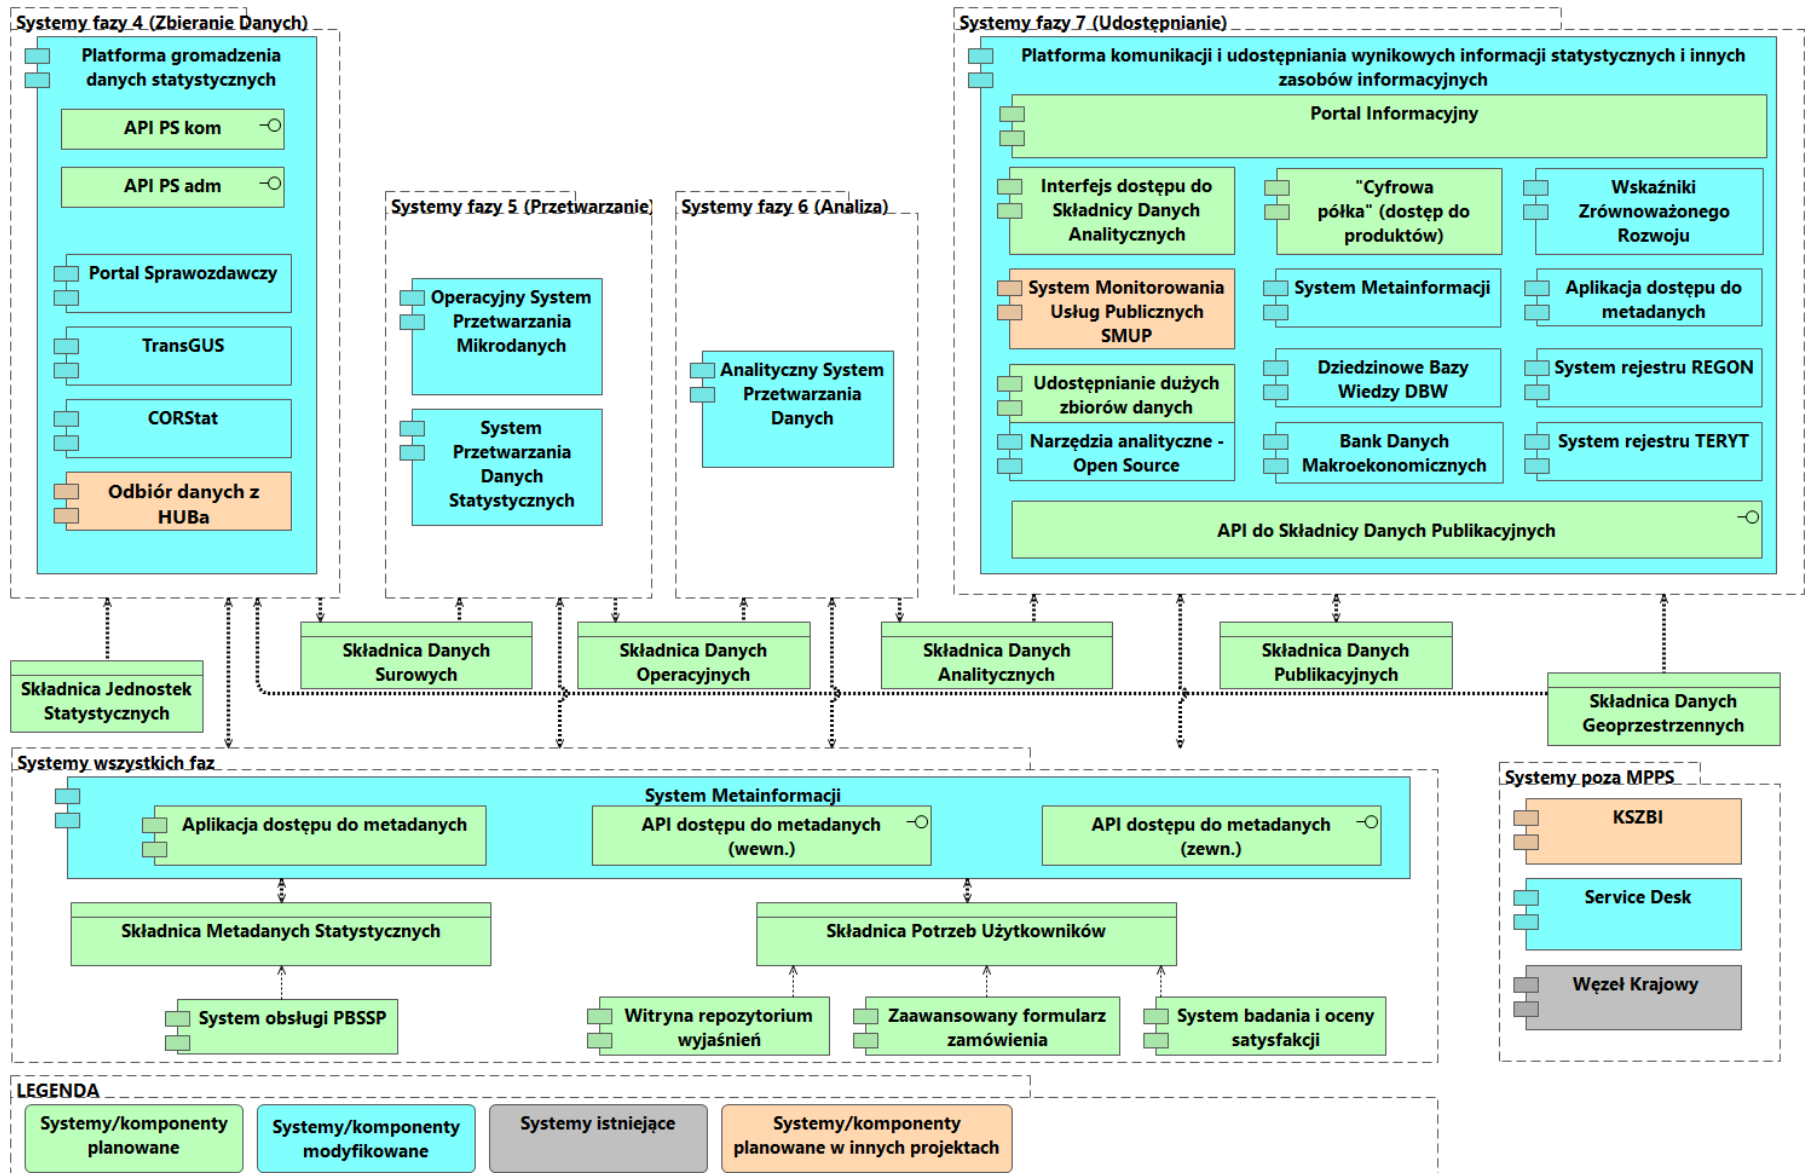 Systemy fazy 4 (Zbieranie Danych)
Platforma gromadzenia
danych statystycznych
API PS kom
API PS adm
Portal Sprawozdawczy
TransGUS
CORStat
Odbiór danych z
HUBa
Systemy fazy 5 (Przetwarzanie)
Operacyjny System
Przetwarzania
Mikrodanych
System
Przetwarzania
Danych
Statystycznych
Systemy fazy 6 (Analiza)
Analityczny System
Przetwarzania
Danych
Systemy fazy 7 (Udostępnianie)
Platforma komunikacji i udostępniania wynikowych informacji statystycznych i innych
zasobów informacyjnych
Portal Informacyjny
Interfejs dostępu do
Składnicy Danych
Analitycznych
"Cyfrowa
półka" (dostęp do
produktów)
Wskaźniki
Zrównoważonego
Rozwoju
System Monitorowania
Usług Publicznych
SMUP
System Metainformacji
Aplikacja dostępu do
metadanych
Udostępnianie dużych
zbiorów danych
Dziedzinowe Bazy
Wiedzy DBW
System rejestru REGON
Narzędzia analityczne -
Open Source
Bank Danych
Makroekonomicznych
System rejestru TERYT
API do Składnicy Danych Publikacyjnych
Składnica Jednostek
Statystycznych
Składnica Danych
Surowych
Składnica Danych
Operacyjnych
Składnica Danych
Analitycznych
Składnica Danych
Publikacyjnych
Składnica Danych
Geoprzestrzennych
Systemy wszystkich faz
System Metainformacji
Aplikacja dostępu do metadanych
API dostępu do metadanych
(wewn.)
API dostępu do metadanych
(zewn.)
Składnica Metadanych Statystycznych
Składnica Potrzeb Użytkowników
System obsługi PBSSP
Witryna repozytorium
wyjaśnień
Zaawansowany formularz
zamówienia
System badania i oceny
satysfakcji
Systemy poza MPPS
KSZBI
Service Desk
Węzeł Krajowy
LEGENDA
Systemy/komponenty
planowane
Systemy/komponenty
modyfikowane
Systemy istniejące
Systemy/komponenty
planowane w innych projektach